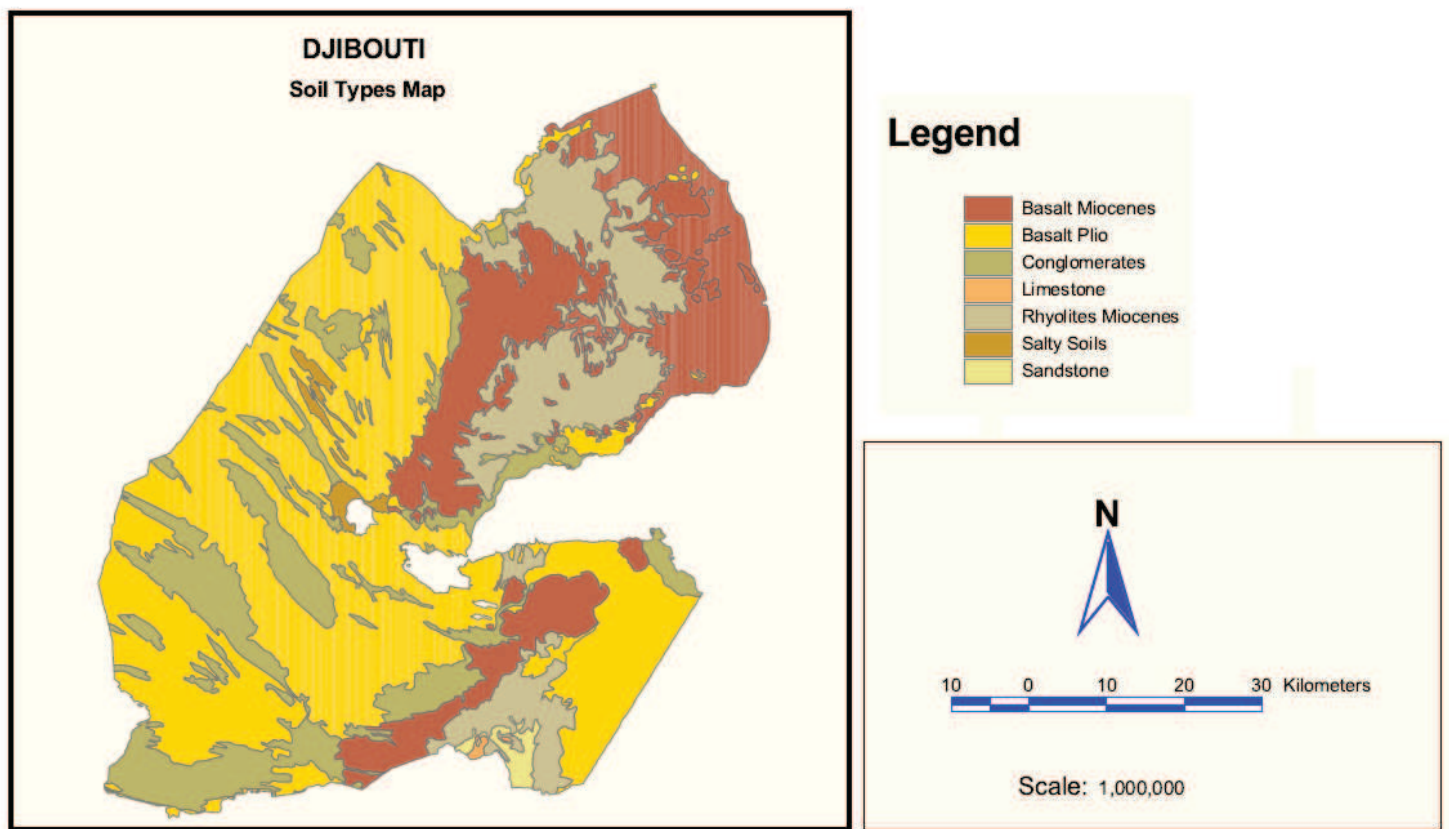 DJIBOUTI
Soil Types Map
Legend
Basalt Miocenes
Basalt Plio
Conglomerates
Limestone
Rhyolites Miocenes
Salty Soils
Sandstone
N
10 0 10 20 30 Kilometers
Scale: 1,000,000